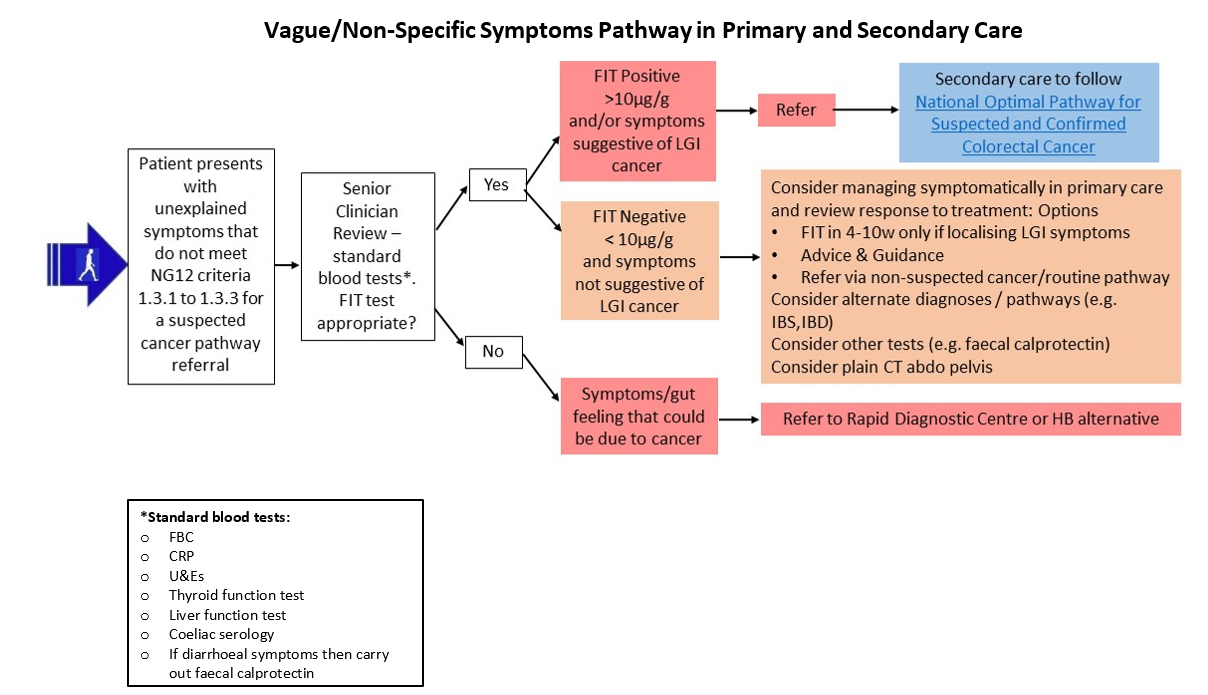 Vague/Non-Specific Symptoms Pathway in Primary and Secondary Care
Patient presents
with
unexplained
symptoms that
do not meet
NG12 criteria
1.3.1 to 1.3.3 for
a suspected
cancer pathway
referral
Senior
Clinician
Review –
standard
blood tests*.
FIT test
appropriate?
Yes
No
FIT Positive
>10µg/g
and/or symptoms
suggestive of LGI
cancer
Refer
Secondary care to follow
National Optimal Pathway for
Suspected and Confirmed
Colorectal Cancer
FIT Negative
< 10µg/g
and symptoms
not suggestive of
LGI cancer
Consider managing symptomatically in primary care
and review response to treatment: Options
• FIT in 4-10w only if localising LGI symptoms
• Advice & Guidance
• Refer via non-suspected cancer/routine pathway
Consider alternate diagnoses / pathways (e.g.
IBS,IBD)
Consider other tests (e.g. faecal calprotectin)
Consider plain CT abdo pelvis
Symptoms/gut
feeling that could
be due to cancer
Refer to Rapid Diagnostic Centre or HB alternative
*Standard blood tests:
o FBC
o CRP
o U&Es
o Thyroid function test
o Liver function test
o Coeliac serology
o If diarrhoeal symptoms then carry
out faecal calprotectin